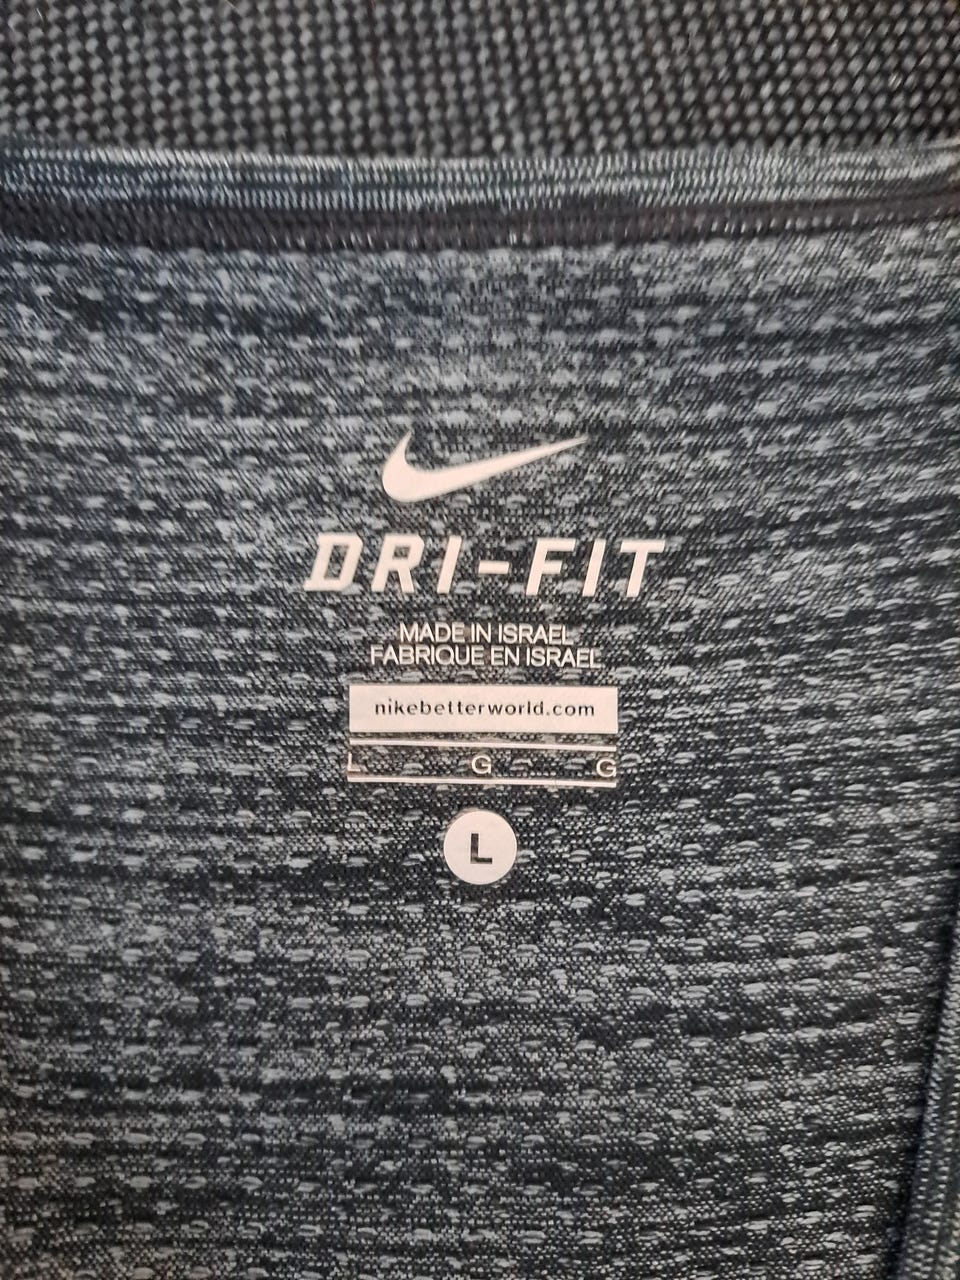 DRI-FIT
MADE IN ISRAEL
FABRIQUE EN ISRAEL
nikebetterworld.com
L G G
L